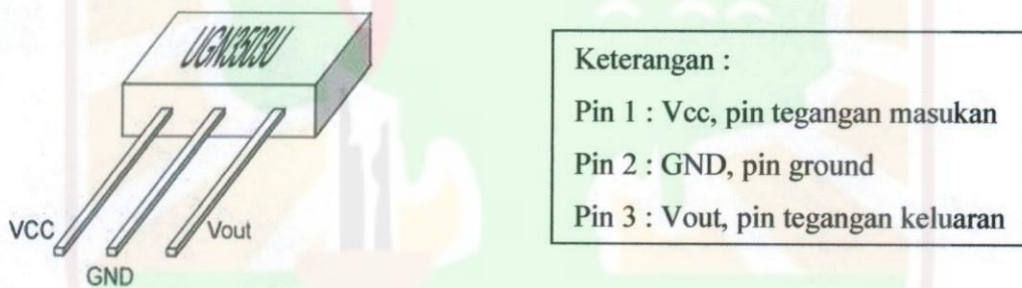 UGN3503U
VCC
GND
Vout
Keterangan :
Pin 1 : Vcc, pin tegangan masukan
Pin 2 : GND, pin ground
Pin 3 : Vout, pin tegangan keluaran